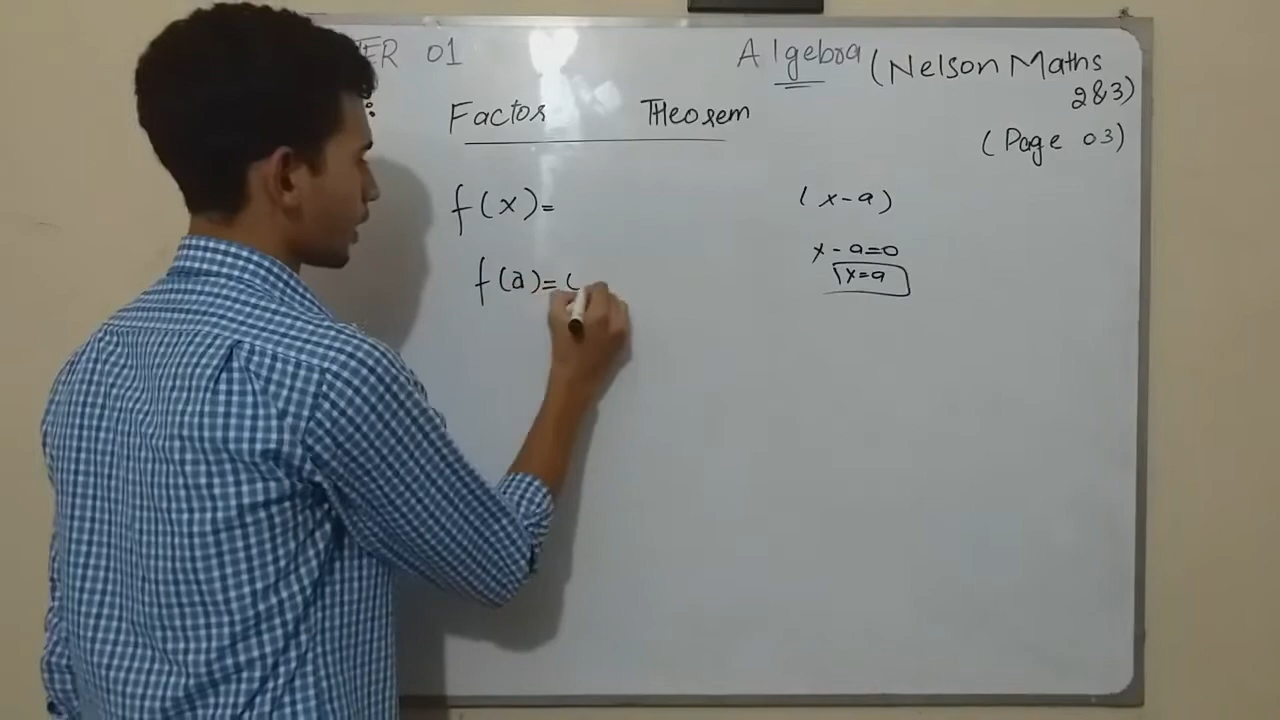 ER 01
Algebra (Nelson Maths
2&3)
(Page 03)
Factor Theorem
f(x)=
f(a)=(
(x-a)
x-a=0
x=a